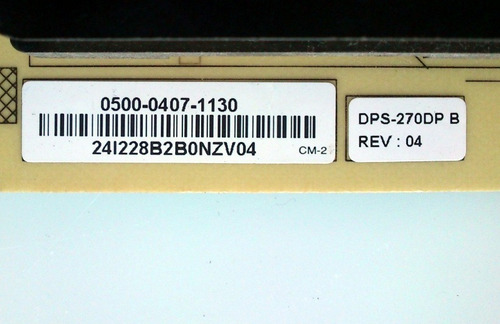 0500-0407-1130
24I228B2B0NZV04
CM-2
DPS-270DP B
REV : 04